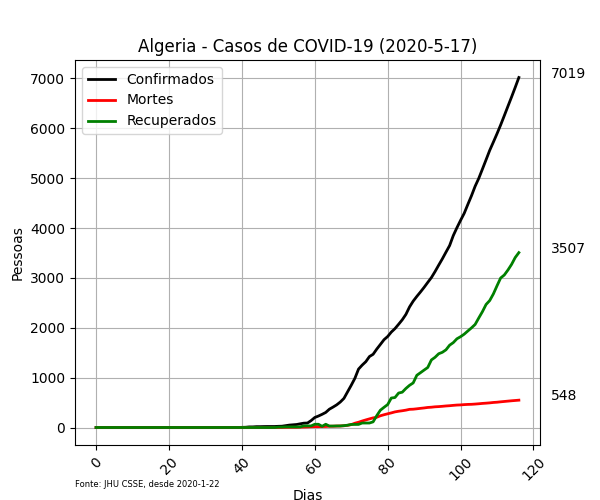 Algeria - Casos de COVID-19 (2020-5-17)
Confirmados
Mortes
Recuperados
7000
6000
5000
4000
3000
2000
1000
0
Pessoas
7019
3507
548
0
20
40
60
80
100
120
Fonte: JHU CSSE, desde 2020-1-22
Dias